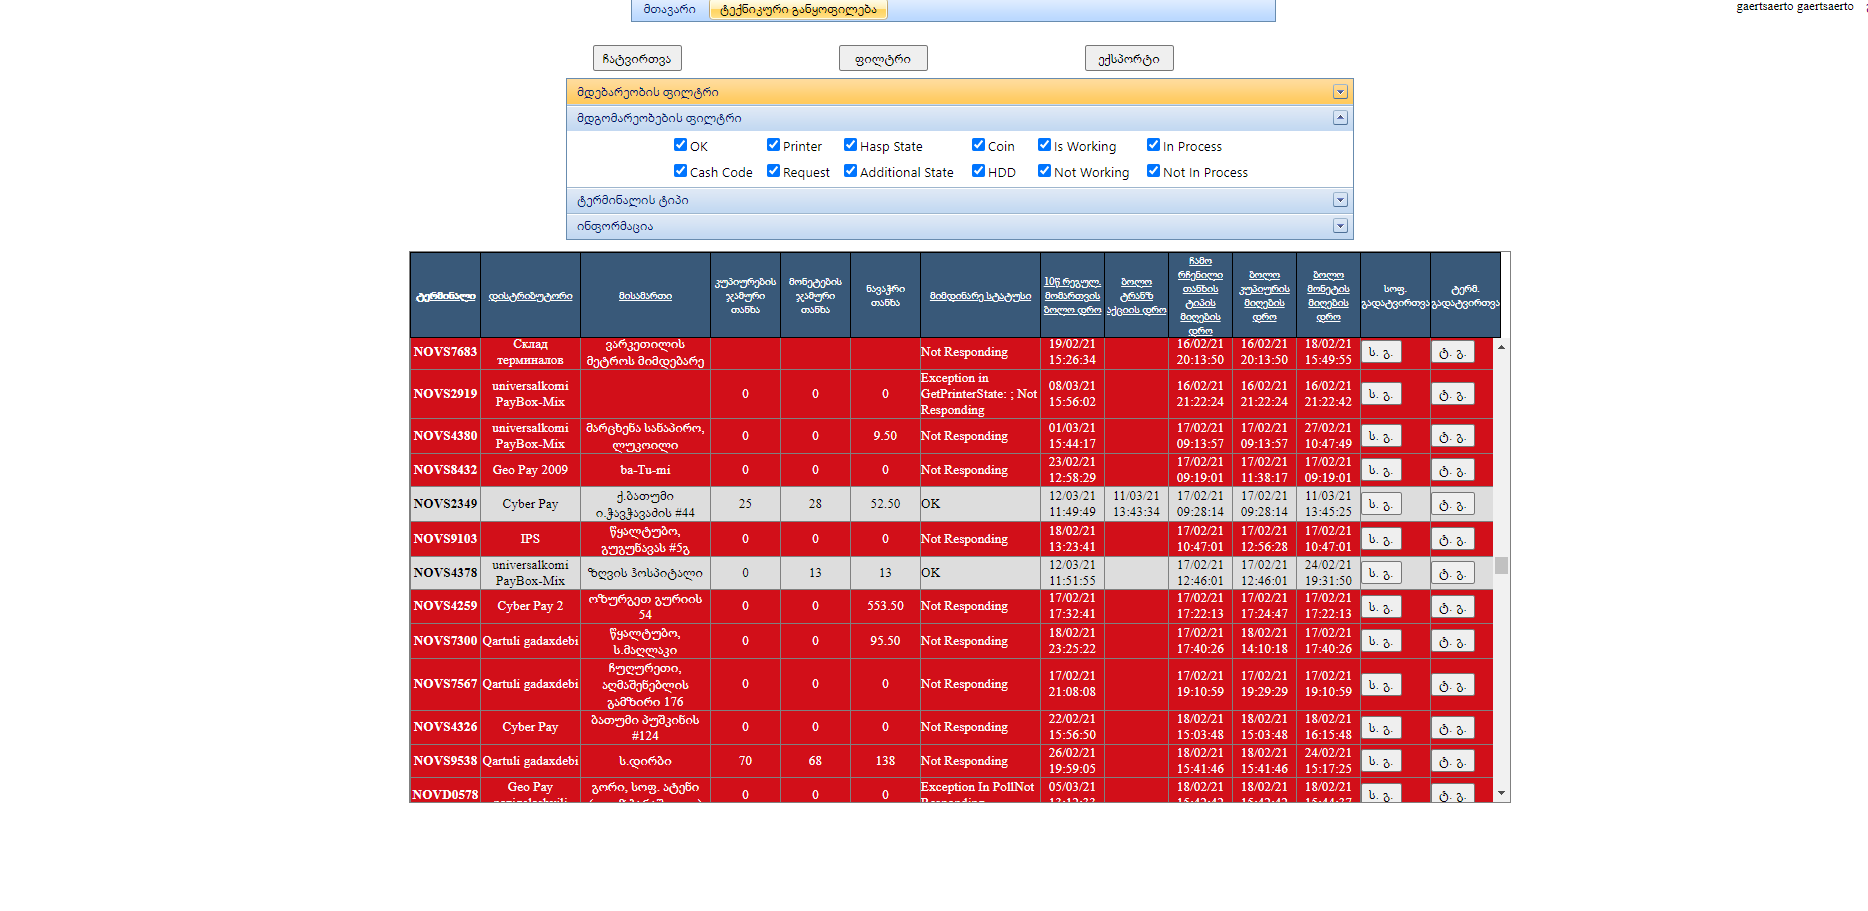 მთავარი ტექნიკური განყოფილება gaertsaerto gaertsaerto
ჩატვირთვა ფილტრი ექსპორტი
მდებარეობის ფილტრი
მდგომარეობების ფილტრი
OK Printer Hasp State Coin Is Working In Process
Cash Code Request Additional State HDD Not Working Not In Process
ტერმინალის ტიპი
ინფორმაცია
ტერმინალი დისტრიბუტორი მისამართი კუპიურების ჯამური თანხა მონეტების ჯამური თანხა ნავაჭრი თანხა მიმდინარე სტატუსი 10წ რეგულ. მომართვის ბოლო დრო ბოლო ტრანზაქციის დრო ჩამორჩენილი თანხის ტიპის მიღების დრო ბოლო კუპიურის მიღების დრო ბოლო მონეტის მიღების დრო სოფ. გადატვირთვა ტერმ. გადატვირთვა
NOVS7683 Склад терминалов ვარკეთილის მეტროს მიმდებარე Not Responding 19/02/21 15:26:34 16/02/21 20:13:50 16/02/21 20:13:50 18/02/21 15:49:55 ს. გ. ტ. გ.
NOVS2919 universalkomi PayBox-Mix 0 0 0 Exception in GetPrinterState: ; Not Responding 08/03/21 15:56:02 16/02/21 21:22:24 16/02/21 21:22:24 16/02/21 21:22:42 ს. გ. ტ. გ.
NOVS4380 universalkomi PayBox-Mix მარცხენა სანაპირო, ლუკოილი 0 0 9.50 Not Responding 01/03/21 15:44:17 17/02/21 09:13:57 17/02/21 09:13:57 27/02/21 10:47:49 ს. გ. ტ. გ.
NOVS8432 Geo Pay 2009 ba-Tu-mi 0 0 0 Not Responding 23/02/21 12:58:29 17/02/21 09:19:01 17/02/21 11:38:17 17/02/21 09:19:01 ს. გ. ტ. გ.
NOVS2349 Cyber Pay ქ.ბათუმი ი.ჭავჭავაძის #44 25 28 52.50 OK 12/03/21 11:49:49 11/03/21 13:43:34 17/02/21 09:28:14 17/02/21 09:28:14 11/03/21 13:45:25 ს. გ. ტ. გ.
NOVS9103 IPS წყალტუბო, გუგუნავას #5გ 0 0 0 Not Responding 18/02/21 13:23:41 17/02/21 10:47:01 17/02/21 12:56:28 17/02/21 10:47:01 ს. გ. ტ. გ.
NOVS4378 universalkomi PayBox-Mix ზღვის ჰოსპიტალი 0 13 13 OK 12/03/21 11:51:55 17/02/21 12:46:01 17/02/21 12:46:01 24/02/21 19:31:50 ს. გ. ტ. გ.
NOVS4259 Cyber Pay 2 ოზურგეთ გურიის 54 0 0 553.50 Not Responding 17/02/21 17:32:41 17/02/21 17:22:13 17/02/21 17:24:47 17/02/21 17:22:13 ს. გ. ტ. გ.
NOVS7300 Qartuli gadaxdebi წყალტუბო, ს.მაღლაკი 0 0 95.50 Not Responding 18/02/21 23:25:22 17/02/21 17:40:26 18/02/21 14:10:18 17/02/21 17:40:26 ს. გ. ტ. გ.
NOVS7567 Qartuli gadaxdebi ჩუღურეთი, აღმაშენებლის გამზირი 176 0 0 0 Not Responding 17/02/21 21:08:08 17/02/21 19:10:59 17/02/21 19:29:29 17/02/21 19:10:59 ს. გ. ტ. გ.
NOVS4326 Cyber Pay ბათუმი პუშკინის #124 0 0 0 Not Responding 22/02/21 15:56:50 18/02/21 15:03:48 18/02/21 15:03:48 18/02/21 16:15:48 ს. გ. ტ. გ.
NOVS9538 Qartuli gadaxdebi ს.დირბი 70 68 138 Not Responding 26/02/21 19:59:05 18/02/21 15:41:46 18/02/21 15:41:46 24/02/21 15:17:25 ს. გ. ტ. გ.
NOVD0578 Geo Pay გორი, სოფ. ატენი 0 0 0 Exception In PollNot 05/03/21 18/02/21 18/02/21 18/02/21 ს. გ. ტ. გ.